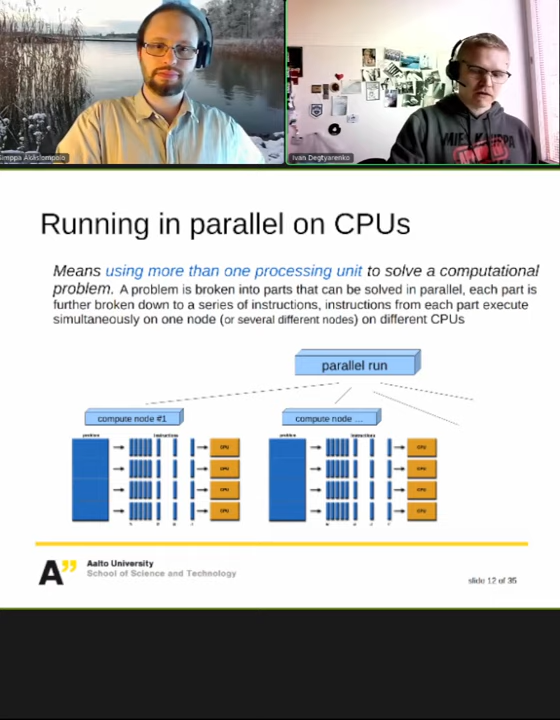 Simppa Äkäslompolo
Ivan Degtyarenko
Running in parallel on CPUs
Means using more than one processing unit to solve a computational
problem. A problem is broken into parts that can be solved in parallel, each part is
further broken down to a series of instructions, instructions from each part execute
simultaneously on one node (or several different nodes) on different CPUs
parallel run
compute node #1
compute node ...
problem
instructions
problem
instructions
CPU
CPU
CPU
CPU
CPU
CPU
CPU
CPU
A”
Aalto University
School of Science and Technology
slide 12 of 35